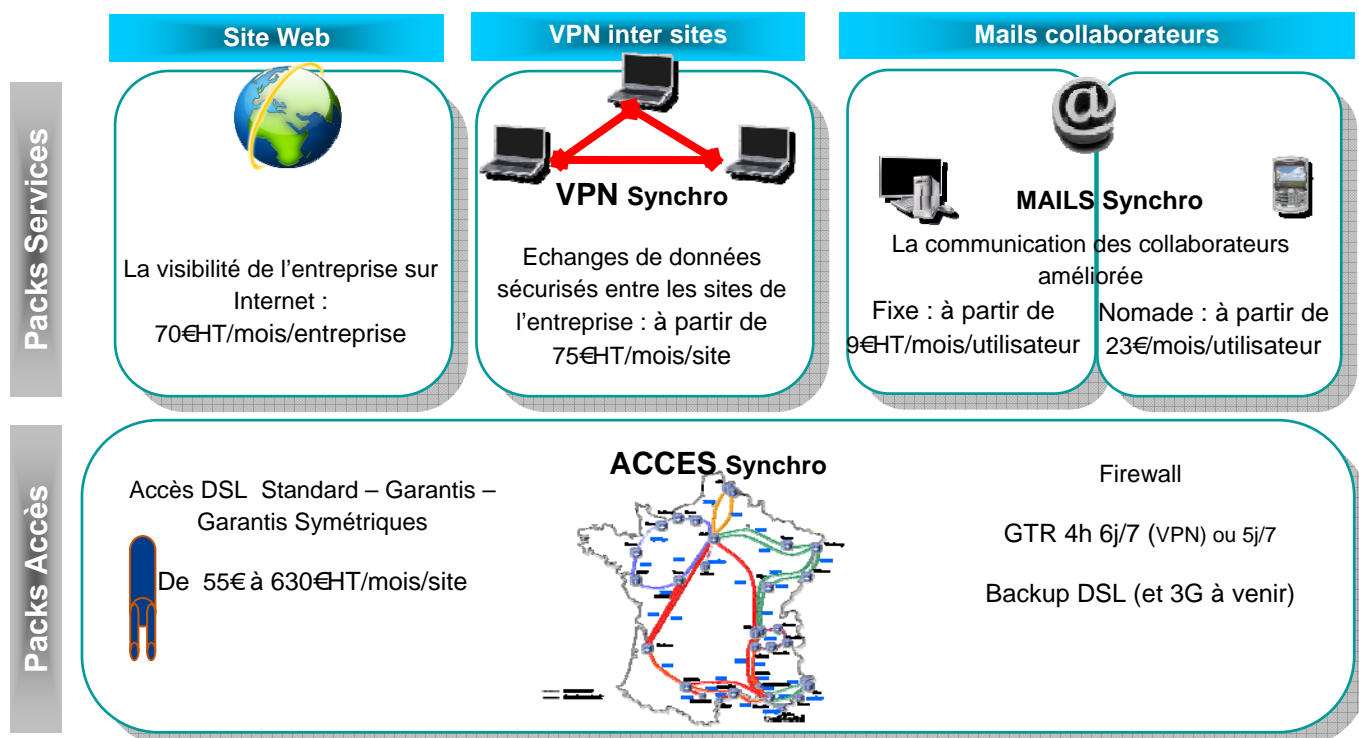 Site Web
VPN inter sites
Mails collaborateurs
Packs Services
La visibilité de l'entreprise sur
Internet :
70€HT/mois/entreprise
VPN Synchro
Echanges de données
sécurisés entre les sites de
l'entreprise : à partir de
75€HT/mois/site
@
MAILS Synchro
La communication des collaborateurs
améliorée
Fixe : à partir de
9€HT/mois/utilisateur
Nomade : à partir de
23€/mois/utilisateur
Packs Accès
Accès DSL Standard – Garantis –
Garantis Symétriques
De 55€ à 630€HT/mois/site
ACCES Synchro
Firewall
GTR 4h 6j/7 (VPN) ou 5j/7
Backup DSL (et 3G à venir)